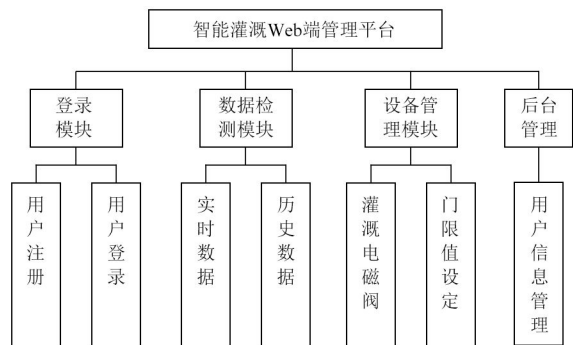 智能灌溉Web端管理平台
登录
模块
数据检
测模块
设备管
理模块
后台
管理
用户注册
用户登录
实时数据
历史数据
灌溉电磁阀
门限值设定
用户信息管理